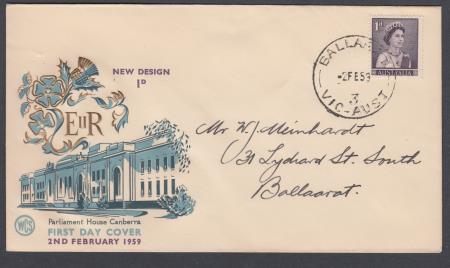 NEW DESIGN
1D
EIIR
Parliament House Canberra
WCS
FIRST DAY COVER
2ND FEBRUARY 1959
1D
AUSTRALIA
BALLARAT
-2FE59
3
VIC-AUST
Mr W. J. Meinhardt
31 Lydiard St. South
Ballaarat.